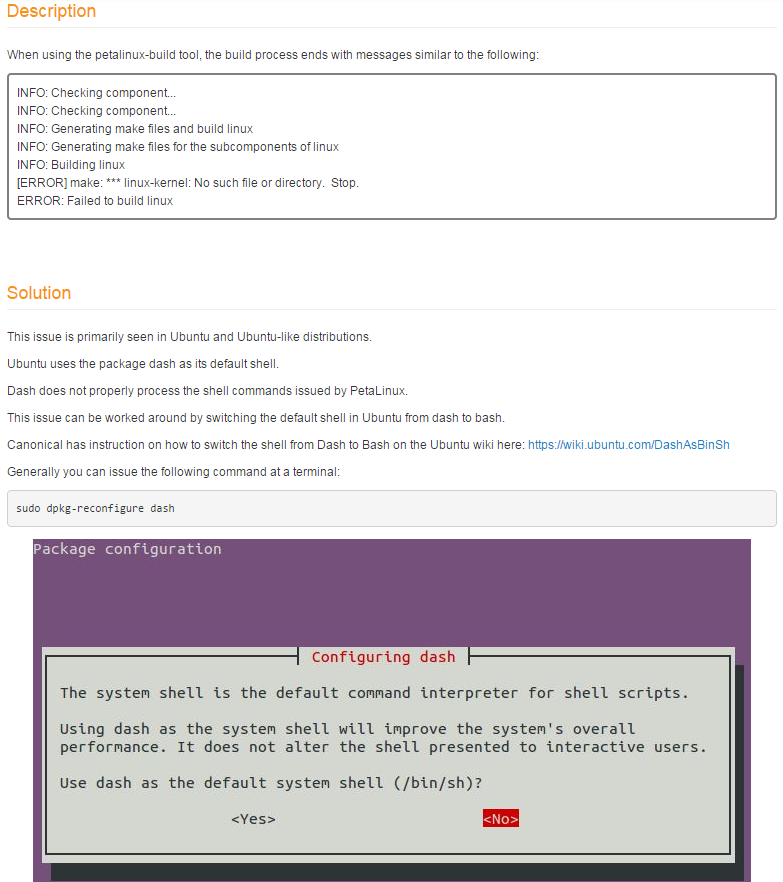 Description
When using the petalinux-build tool, the build process ends with messages similar to the following:
INFO: Checking component...
INFO: Checking component...
INFO: Generating make files and build linux
INFO: Generating make files for the subcomponents of linux
INFO: Building linux
[ERROR] make: *** linux-kernel: No such file or directory.  Stop.
ERROR: Failed to build linux
Solution
This issue is primarily seen in Ubuntu and Ubuntu-like distributions.
Ubuntu uses the package dash as its default shell.
Dash does not properly process the shell commands issued by PetaLinux.
This issue can be worked around by switching the default shell in Ubuntu from dash to bash.
Canonical has instruction on how to switch the shell from Dash to Bash on the Ubuntu wiki here: https://wiki.ubuntu.com/DashAsBinSh
Generally you can issue the following command at a terminal:
sudo dpkg-reconfigure dash
Package configuration
Configuring dash
The system shell is the default command interpreter for shell scripts.
Using dash as the system shell will improve the system's overall
performance. It does not alter the shell presented to interactive users.
Use dash as the default system shell (/bin/sh)?
<Yes> <No>